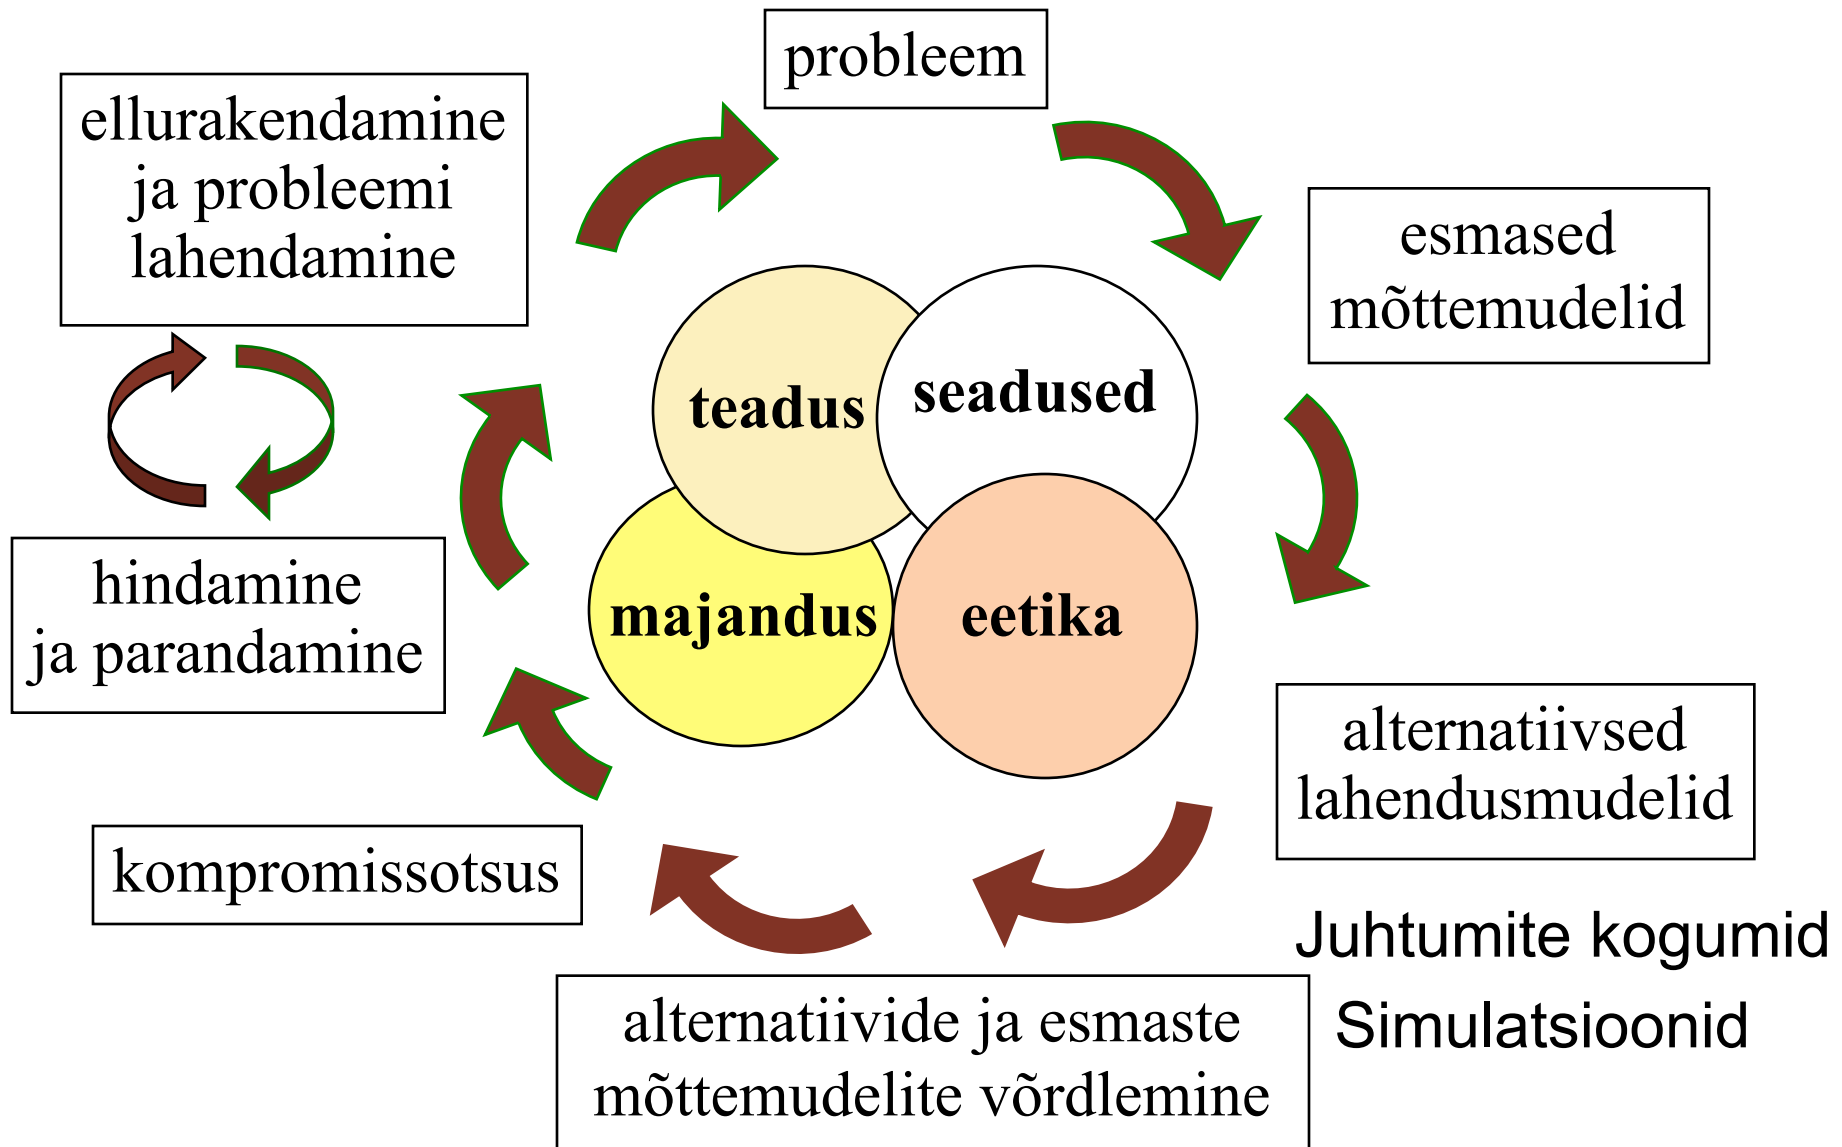 probleem
ellurakendamine
ja probleemi
lahendamine
esmased
mõttemudelid
teadus
seadused
hindamine
ja parandamine
majandus
eetika
alternatiivsed
lahendusmudelid
kompromissotsus
Juhtumite kogumid
Simulatsioonid
alternatiivide ja esmaste
mõttemudelite võrdlemine